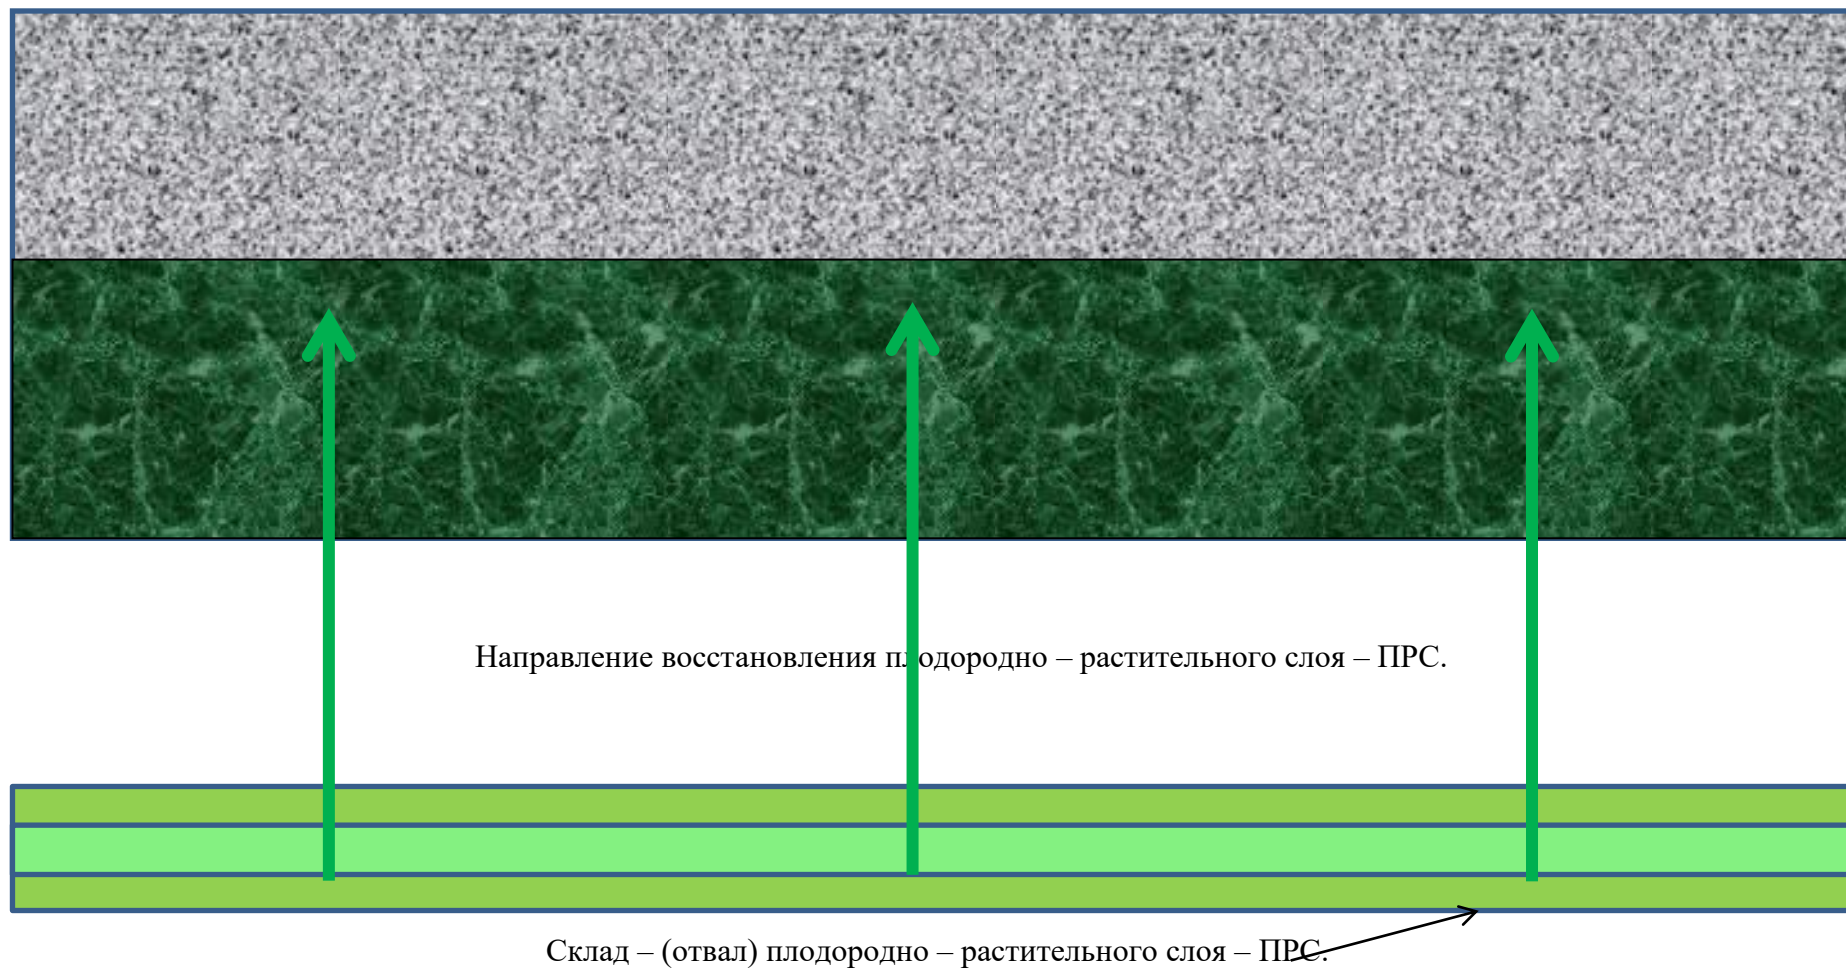 Направление восстановления плодородно – растительного слоя – ПРС.
Склад – (отвал) плодородно – растительного слоя – ПРС.